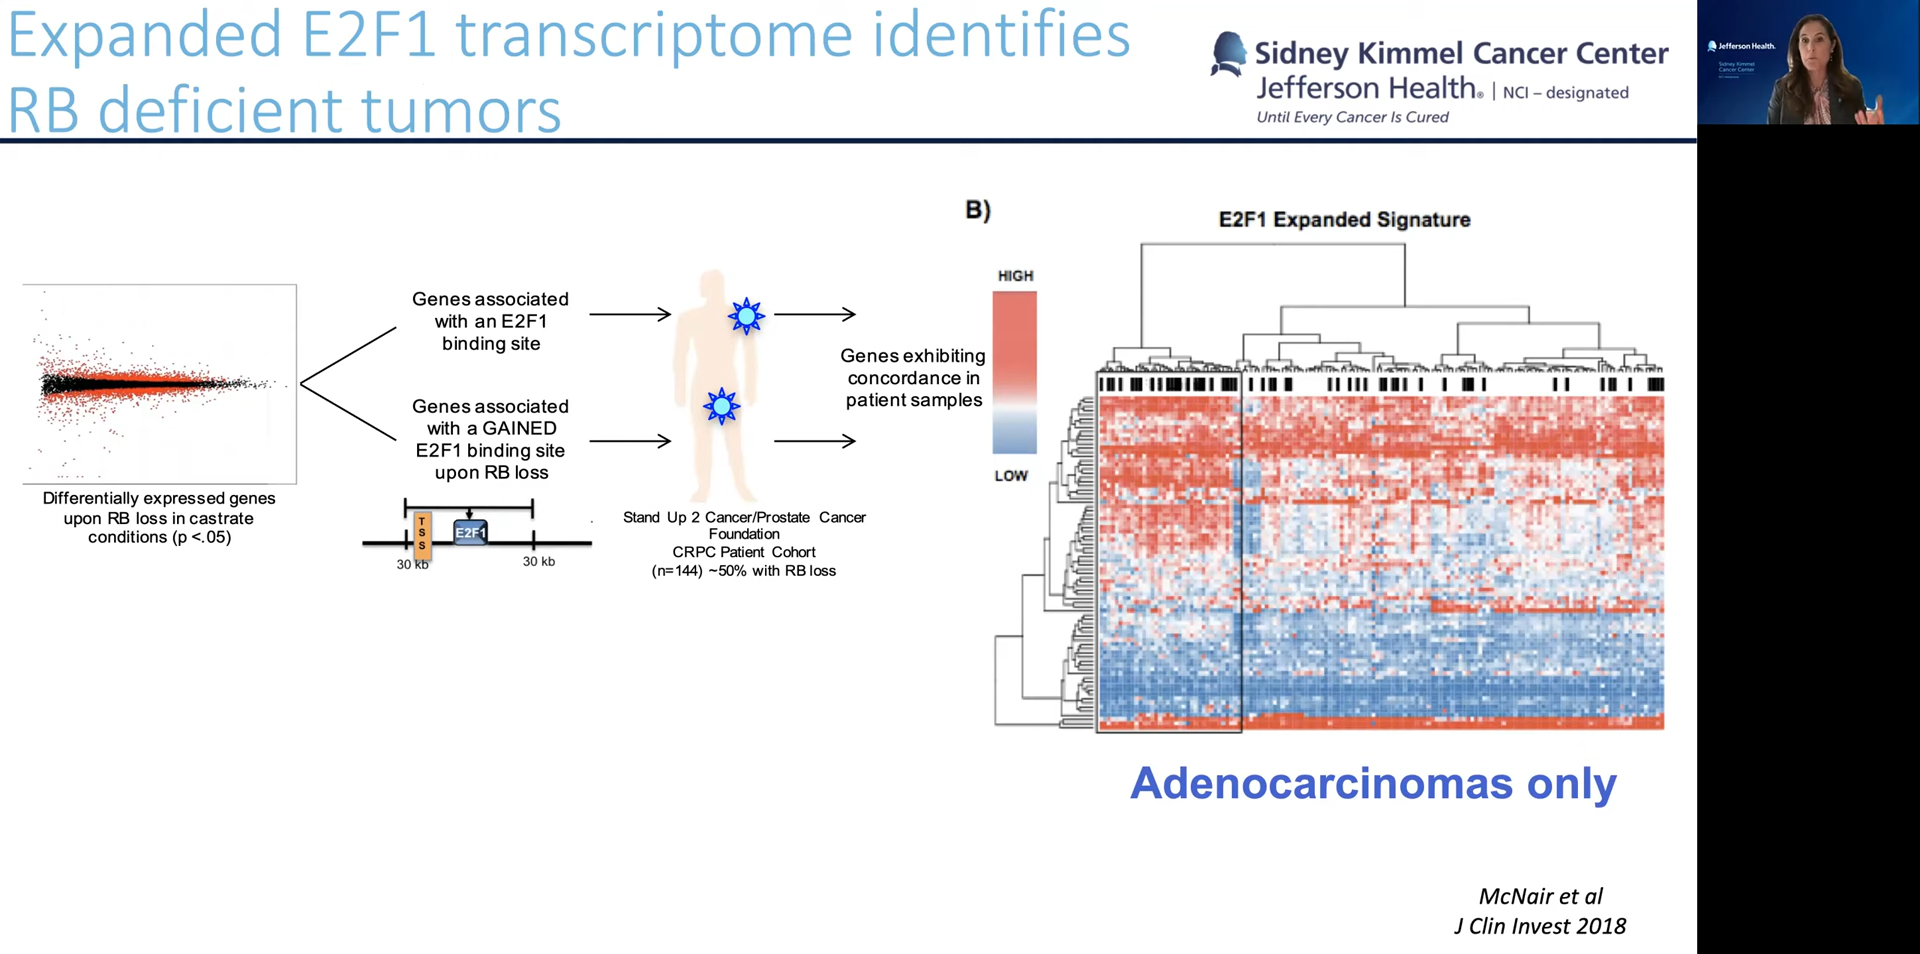 Expanded E2F1 transcriptome identifies
RB deficient tumors
Sidney Kimmel Cancer Center
Jefferson Health® | NCI – designated
Until Every Cancer Is Cured
Jefferson Health.
Sidney Kimmel
Cancer Center
Differentially expressed genes
upon RB loss in castrate
conditions (p <.05)
Genes associated
with an E2F1
binding site
Genes associated
with a GAINED
E2F1 binding site
upon RB loss
TSS
E2F1
30 kb
30 kb
Stand Up 2 Cancer/Prostate Cancer
Foundation
CRPC Patient Cohort
(n=144) ~50% with RB loss
Genes exhibiting
concordance in
patient samples
B)
E2F1 Expanded Signature
HIGH
LOW
Adenocarcinomas only
McNair et al
J Clin Invest 2018